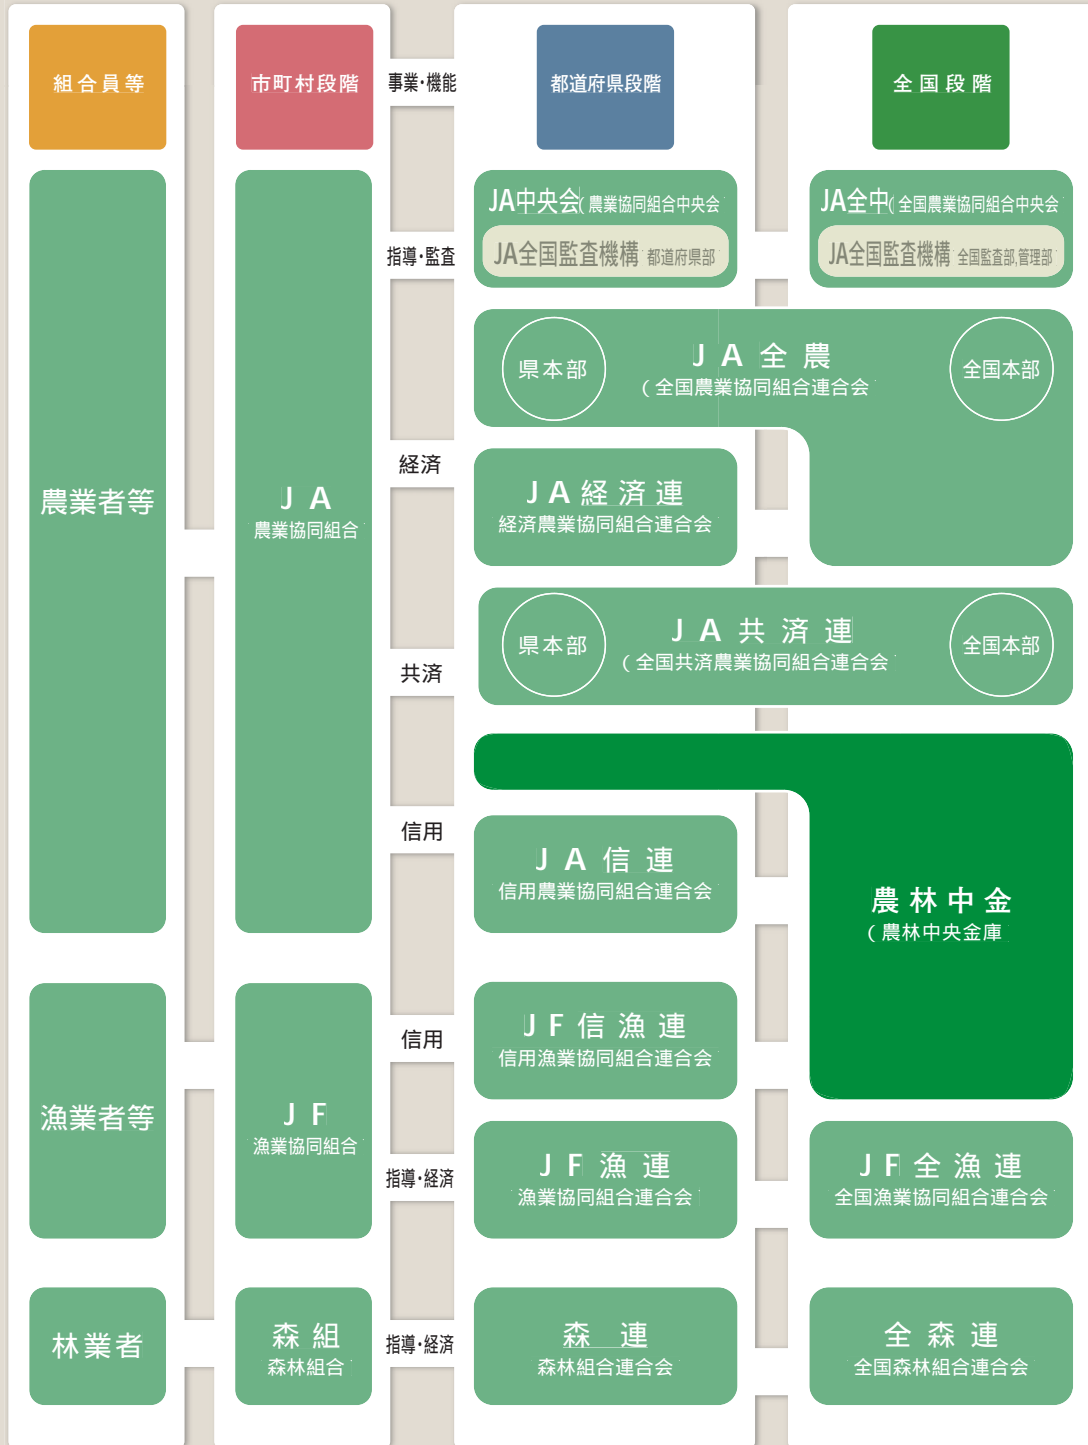 組合員等
市町村段階
事業・機能
都道府県段階
全国段階
農業者等
JA
農業協同組合
指導・監査
JA中央会(農業協同組合中央会
JA全国監査機構 都道府県部
JA全中(全国農業協同組合中央会
JA全国監査機構 全国監査部,管理部
県本部
JA全農
(全国農業協同組合連合会
全国本部
経済
JA経済連
経済農業協同組合連合会
共済
県本部
JA共済連
(全国共済農業協同組合連合会
全国本部
信用
JA信連
信用農業協同組合連合会
農林中金
(農林中央金庫
漁業者等
JF
漁業協同組合
信用
JF信漁連
信用漁業協同組合連合会
指導・経済
JF漁連
漁業協同組合連合会
JF全漁連
全国漁業協同組合連合会
林業者
森組
森林組合
指導・経済
森連
森林組合連合会
全森連
全国森林組合連合会